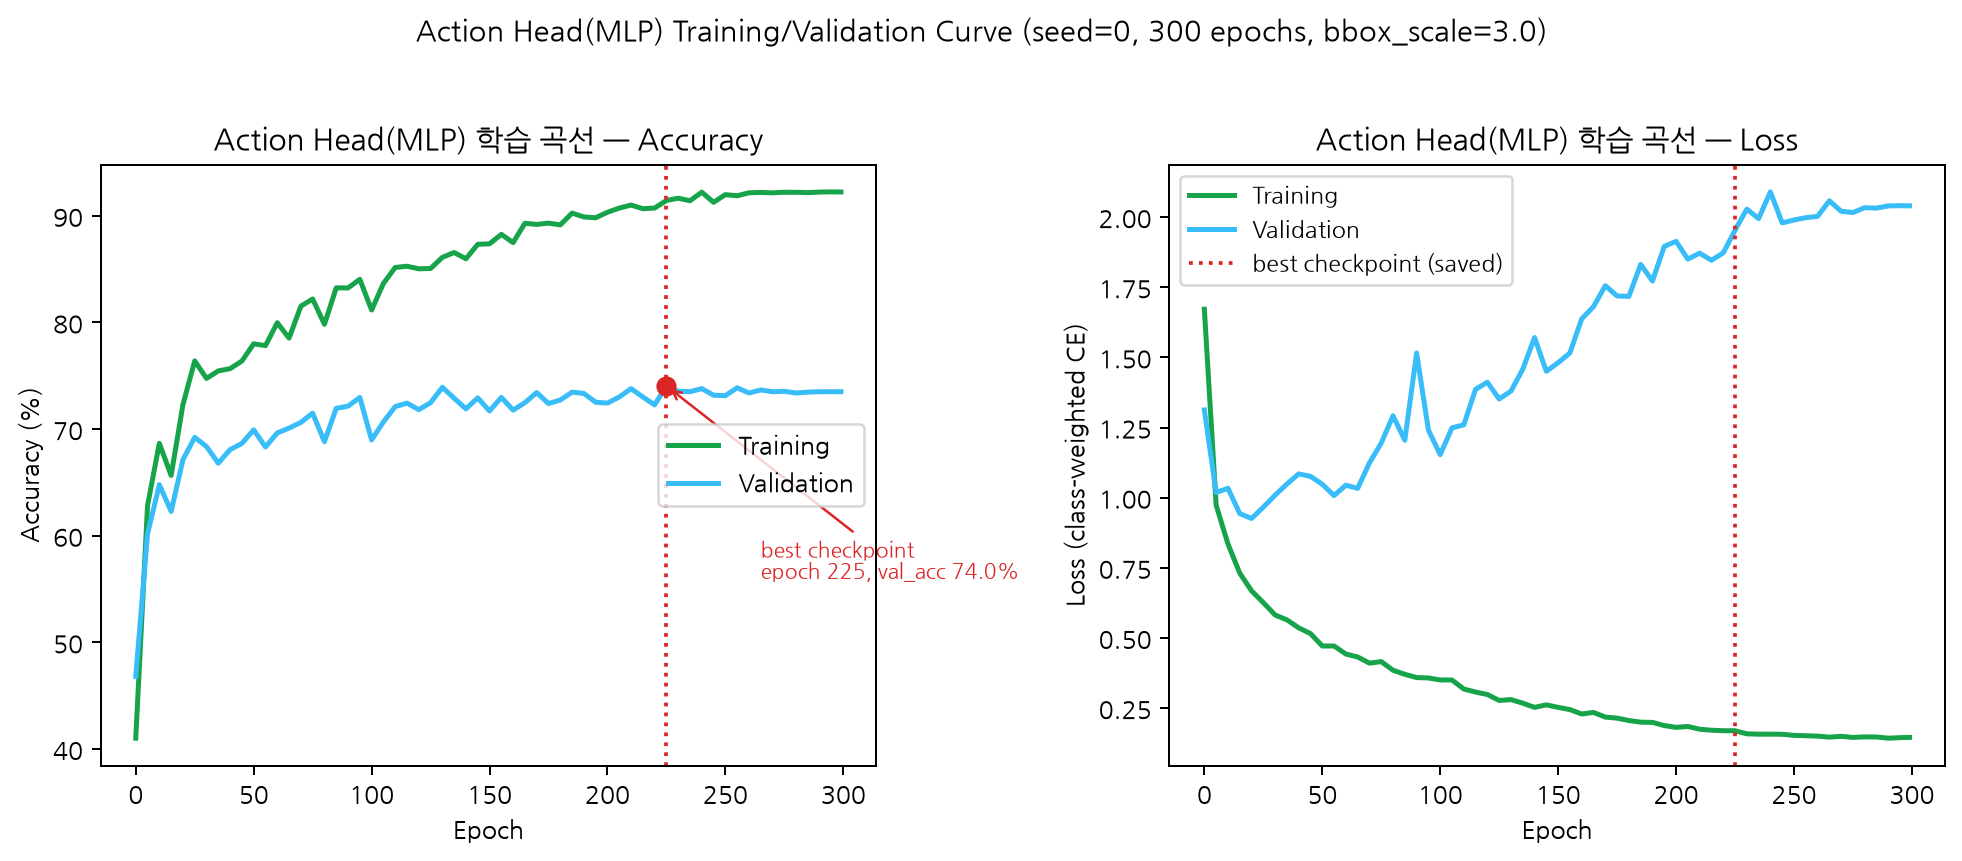 Action Head(MLP) Training/Validation Curve (seed=0, 300 epochs, bbox_scale=3.0)
Action Head(MLP) 학습 곡선 — Accuracy
Accuracy (%)
90
80
70
60
50
40
Training
Validation
best checkpoint
epoch 225, val_acc 74.0%
0 50 100 150 200 250 300
Epoch
Action Head(MLP) 학습 곡선 — Loss
Loss (class-weighted CE)
Training
Validation
best checkpoint (saved)
2.00
1.75
1.50
1.25
1.00
0.75
0.50
0.25
0 50 100 150 200 250 300
Epoch